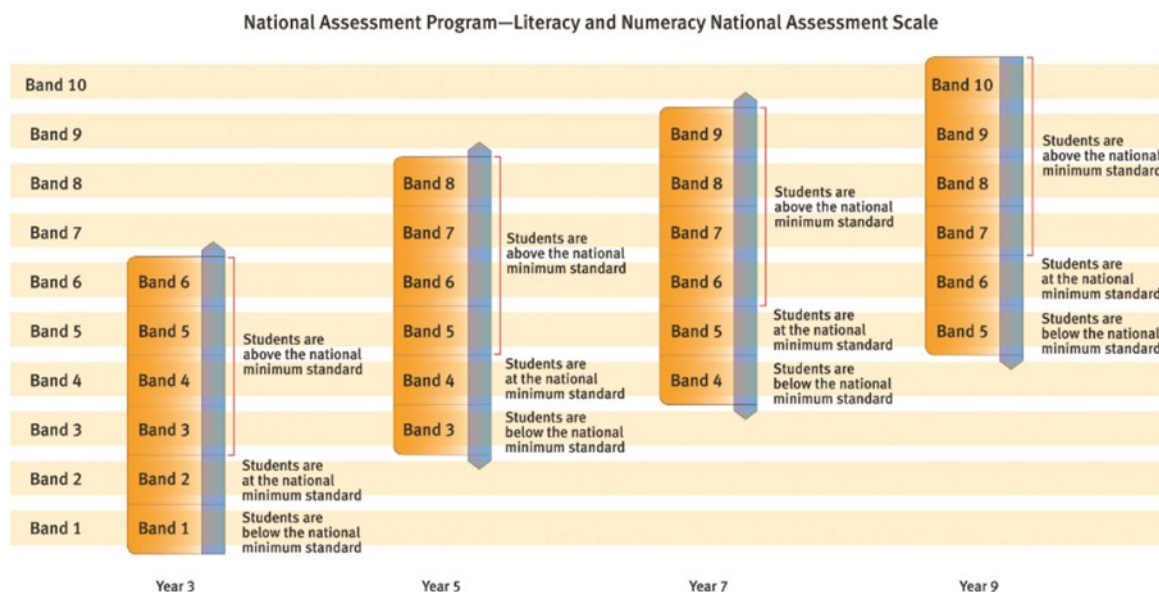 National Assessment Program—Literacy and Numeracy National Assessment Scale
Band 10
Band 9
Band 8
Band 7
Band 6
Band 5
Band 4
Band 3
Band 2
Band 1
Band 6
Band 5
Band 4
Band 3
Band 2
Band 1
Students are
above the national
minimum standard
Students are
at the national
minimum standard
Students are
below the national
minimum standard
Year 3
Band 8
Band 7
Band 6
Band 5
Band 4
Band 3
Students are
above the national
minimum standard
Students are
at the national
minimum standard
Students are
below the national
minimum standard
Year 5
Band 9
Band 8
Band 7
Band 6
Band 5
Band 4
Students are
above the national
minimum standard
Students are
at the national
minimum standard
Students are
below the national
minimum standard
Year 7
Band 10
Band 9
Band 8
Band 7
Band 6
Band 5
Students are
above the national
minimum standard
Students are
at the national
minimum standard
Students are
below the national
minimum standard
Year 9